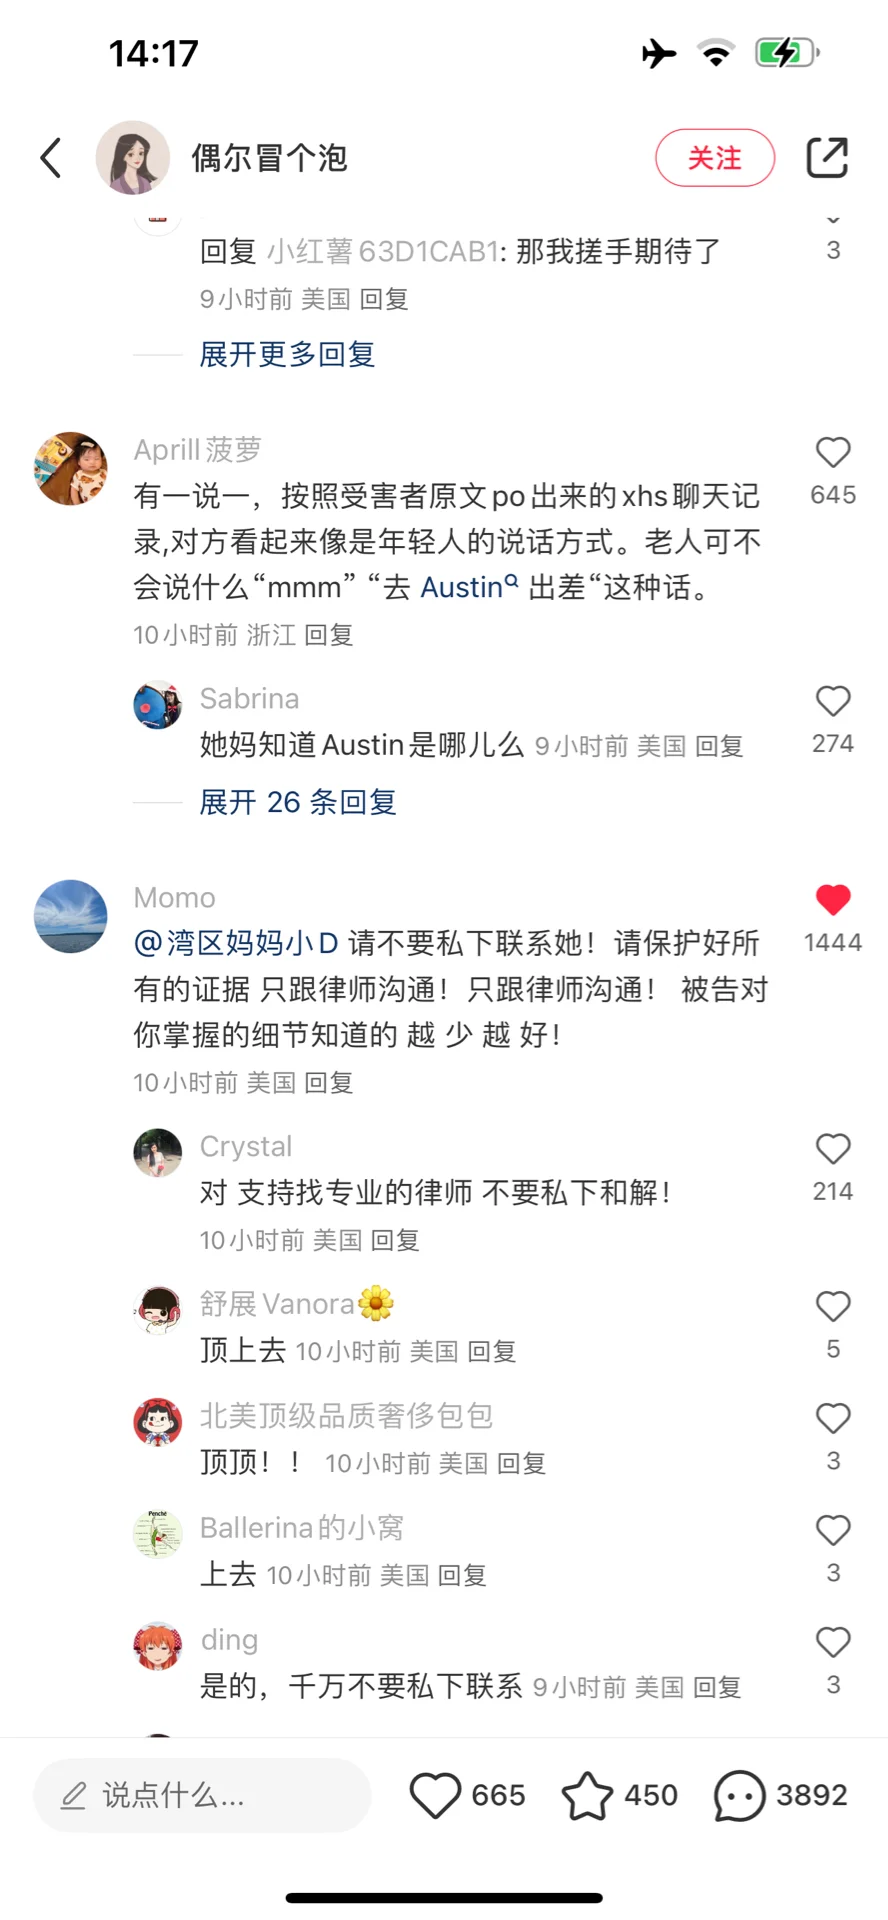 14:17
偶尔冒个泡
关注
回复 小红薯63D1CAB1: 那我搓手期待了
3
9小时前 美国 回复
展开更多回复
Aprill菠萝
有一说一，按照受害者原文po出来的xhs聊天记
645
录,对方看起来像是年轻人的说话方式。老人可不
会说什么“mmm” “去 Austin 出差“这种话。
10小时前 浙江 回复
Sabrina
她妈知道Austin是哪儿么 9小时前 美国 回复
274
展开 26 条回复
Momo
@湾区妈妈小D 请不要私下联系她！请保护好所
1444
有的证据 只跟律师沟通！只跟律师沟通！ 被告对
你掌握的细节知道的 越 少 越 好！
10小时前 美国 回复
Crystal
对 支持找专业的律师 不要私下和解！
214
10小时前 美国 回复
舒展Vanora🌼
顶上去 10小时前 美国 回复
5
北美顶级品质奢侈包包
顶顶！！ 10小时前 美国 回复
3
Penché
Ballerina的小窝
上去 10小时前 美国 回复
3
ding
是的，千万不要私下联系 9小时前 美国 回复
3
说点什么...
665
450
3892